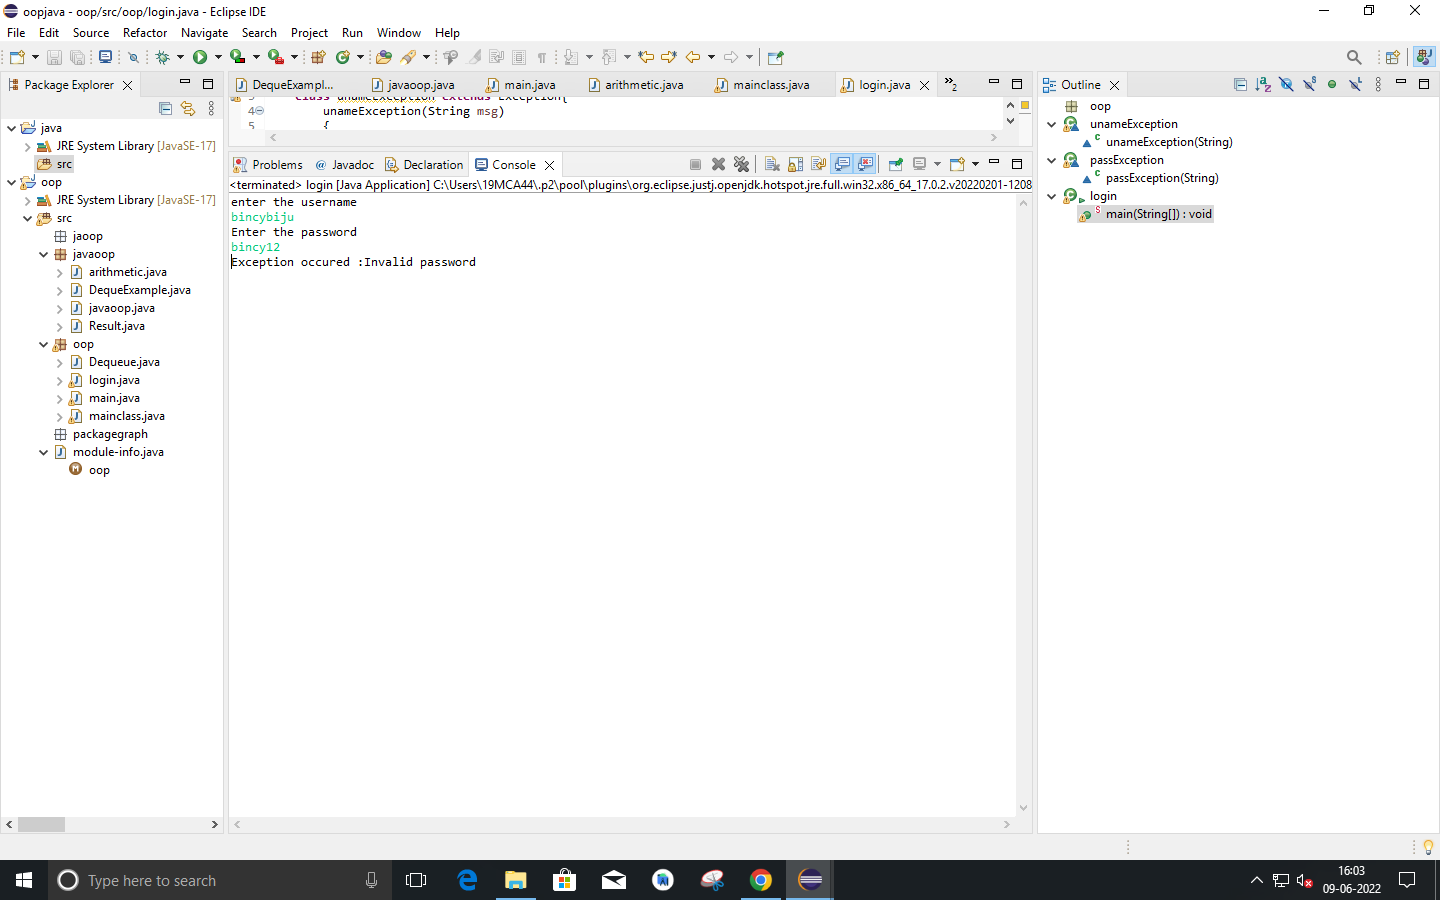 oopjava - oop/src/oop/login.java - Eclipse IDE
File Edit Source Refactor Navigate Search Project Run Window Help
Package Explorer
java
JRE System Library [JavaSE-17]
src
oop
JRE System Library [JavaSE-17]
src
jaoop
javaoop
arithmetic.java
DequeExample.java
javaoop.java
Result.java
oop
Dequeue.java
login.java
main.java
mainclass.java
packagegraph
module-info.java
oop
DequeExampl... javaoop.java main.java arithmetic.java mainclass.java login.java »2
3 class unameException extends Exception{
4 unameException(String msg)
5 {
Problems @ Javadoc Declaration Console
<terminated> login [Java Application] C:\Users\19MCA44\.p2\pool\plugins\org.eclipse.justj.openjdk.hotspot.jre.full.win32.x86_64_17.0.2.v20220201-1208
enter the username
bincybiju
Enter the password
bincy12
Exception occured :Invalid password
Outline
oop
unameException
unameException(String)
passException
passException(String)
login
main(String[]) : void
Type here to search
16:03
09-06-2022